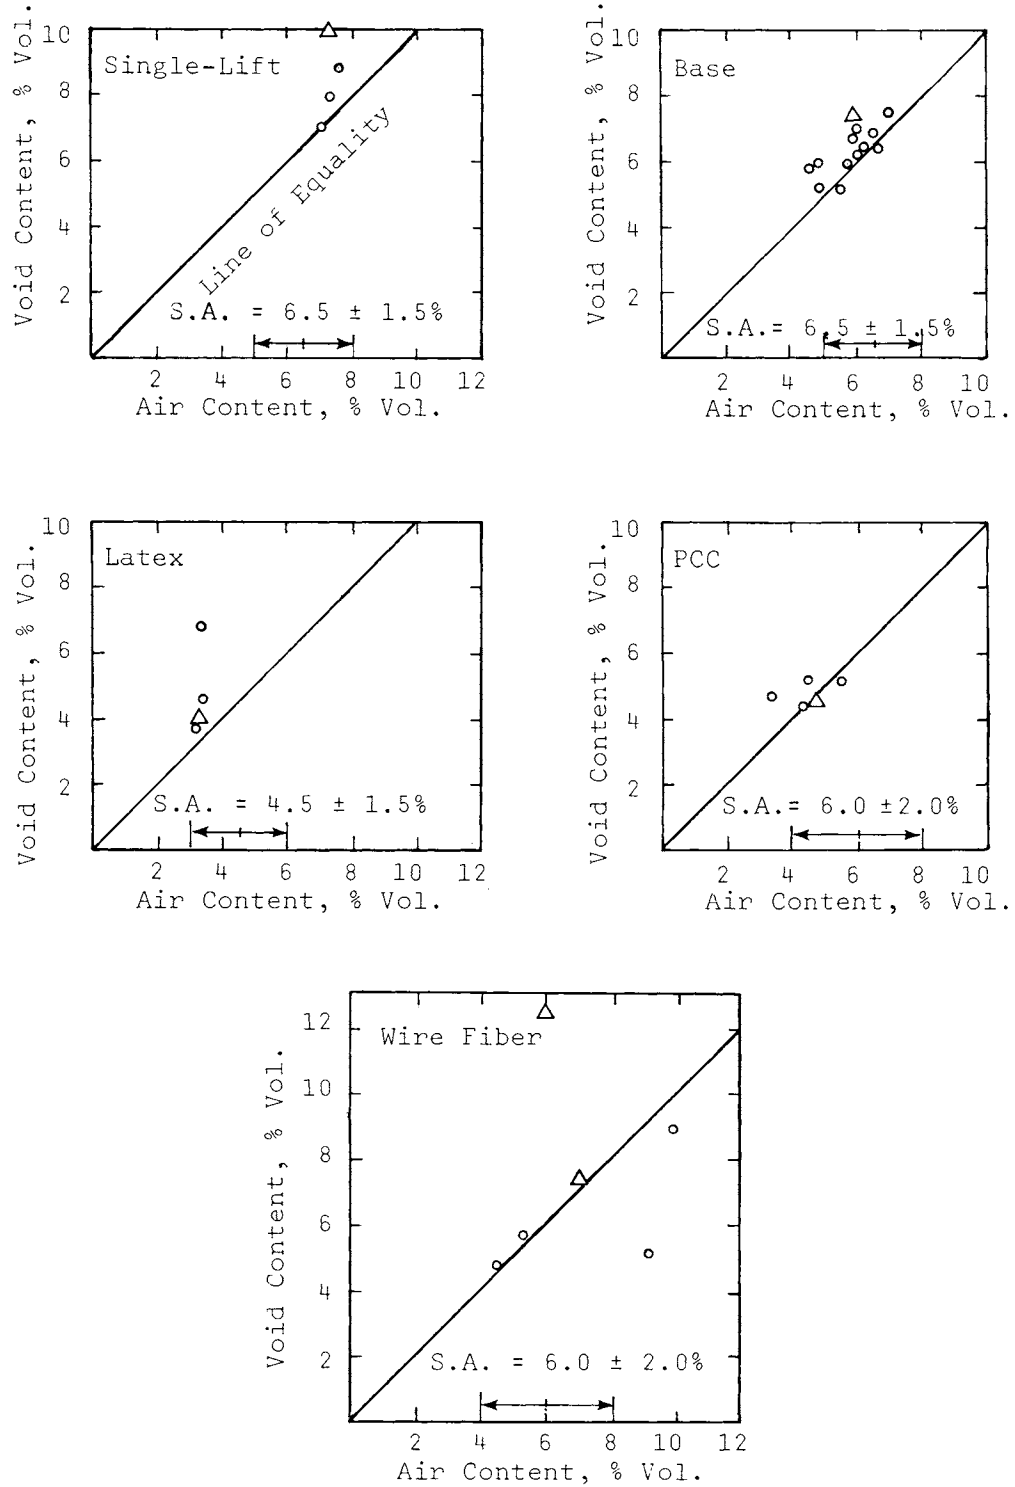 Void Content, % Vol.
10
8
6
4
2
Single-Lift
Line of Equality
S.A. = 6.5 ± 1.5%
2 4 6 8 10 12
Air Content, % Vol.
Void Content, % Vol.
10
8
6
4
2
Base
S.A.= 6.5 ± 1.5%
2 4 6 8 10
Air Content, % Vol.
Void Content, % Vol.
10
8
6
4
2
Latex
S.A. = 4.5 ± 1.5%
2 4 6 8 10 12
Air Content, % Vol.
Void Content, % Vol.
10
8
6
4
2
PCC
S.A.= 6.0 ±2.0%
2 4 6 8 10
Air Content, % Vol.
Void Content, % Vol.
12
10
8
6
4
2
Wire Fiber
S.A. = 6.0 ± 2.0%
2 4 6 8 10 12
Air Content, % Vol.